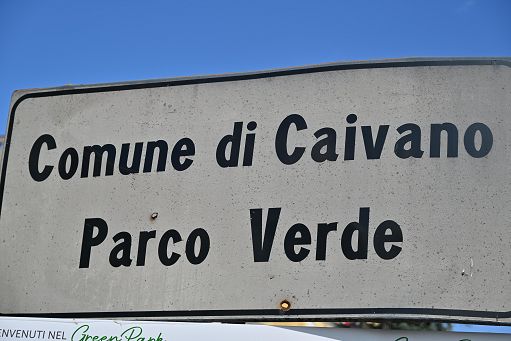 Comune di Caivano
Parco Verde
ENVENUTI NEL Green Park